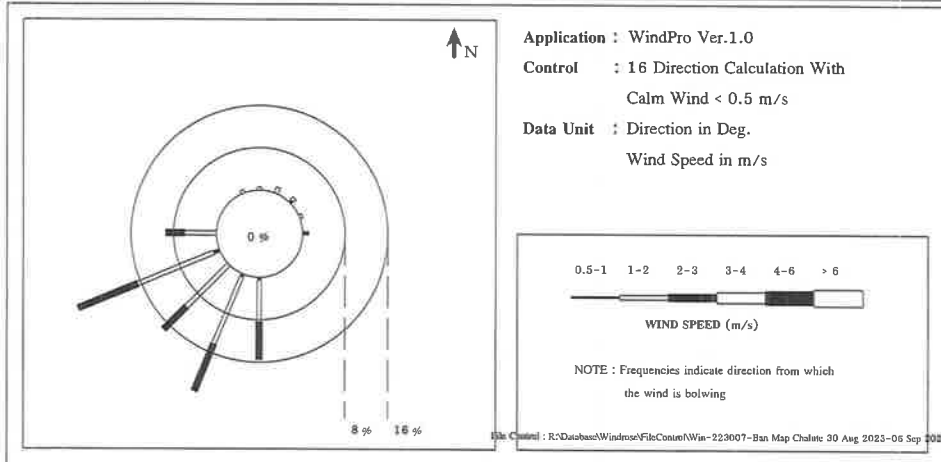 N
0 %
8 %
16 %
Application : WindPro Ver.1.0
Control : 16 Direction Calculation With
Calm Wind < 0.5 m/s
Data Unit : Direction in Deg.
Wind Speed in m/s
0.5-1 1-2 2-3 3-4 4-6 > 6
WIND SPEED (m/s)
NOTE : Frequencies indicate direction from which
the wind is bolwing
File Control : R:\Database\Windrose\FileControl\Win-223007-Ban Map Chalute 30 Aug 2023-06 Sep